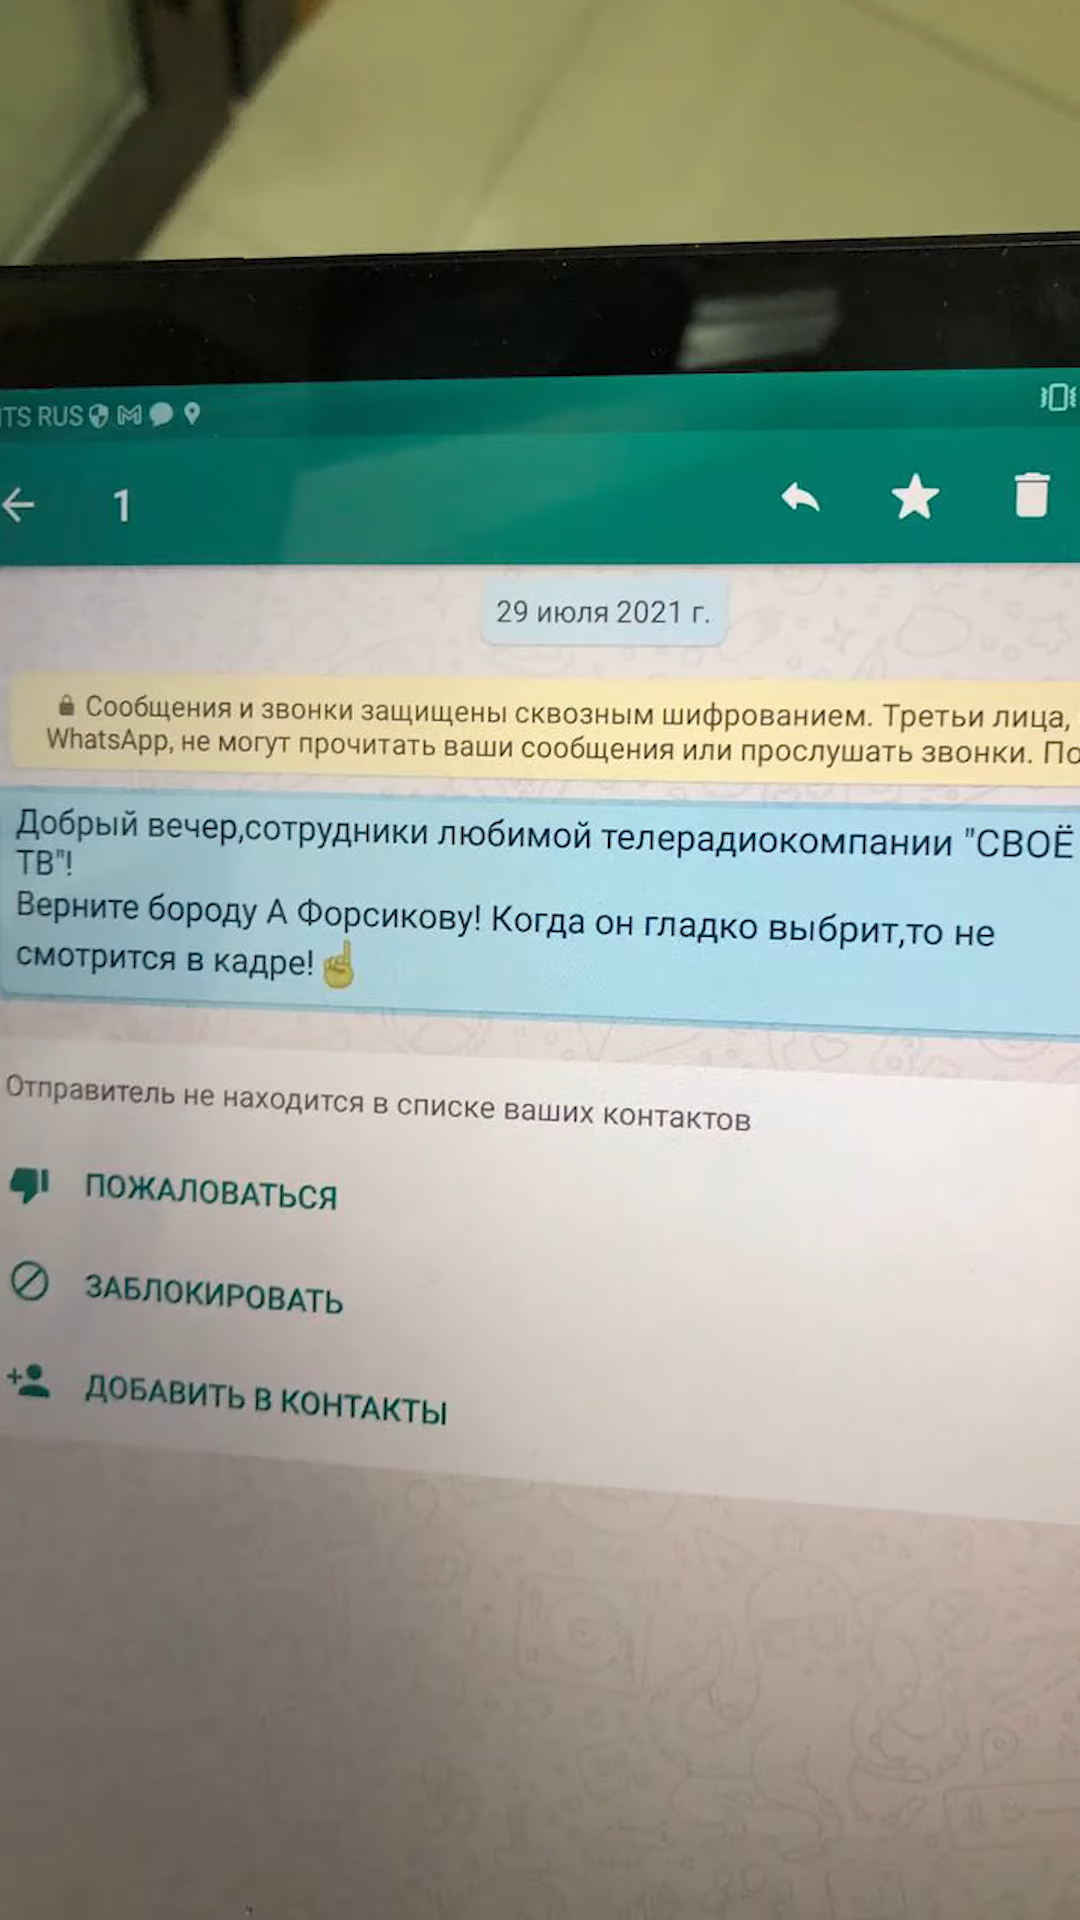 TS RUS
1
29 июля 2021 г.
Сообщения и звонки защищены сквозным шифрованием. Третьи лица,
WhatsApp, не могут прочитать ваши сообщения или прослушать звонки.
Добрый вечер,сотрудники любимой телерадиокомпании "СВОЁ
ТВ"!
Верните бороду А Форсикову! Когда он гладко выбрит,то не
смотрится в кадре!☝
Отправитель не находится в списке ваших контактов
ПОЖАЛОВАТЬСЯ
ЗАБЛОКИРОВАТЬ
ДОБАВИТЬ В КОНТАКТЫ